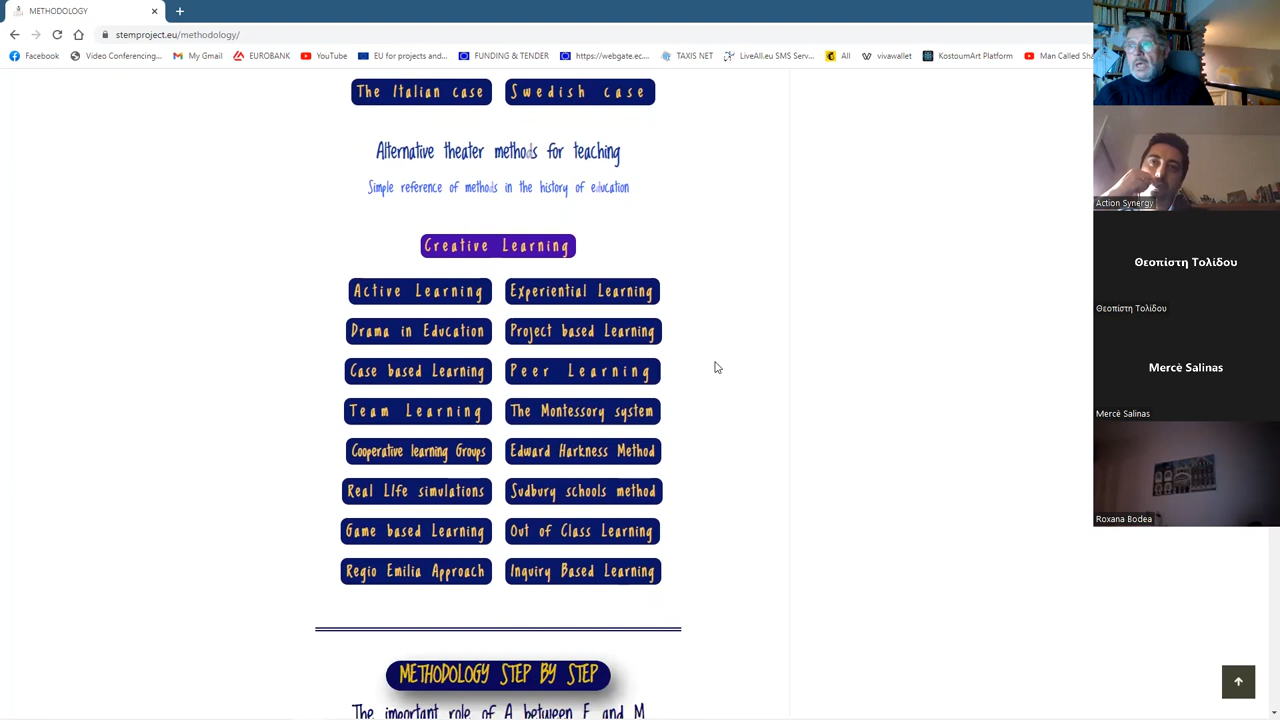 METHODOLOGY
stemproject.eu/methodology/
Facebook
Video Conferencing...
My Gmail
EUROBANK
YouTube
EU for projects and...
FUNDING & TENDER
https://webgate.ec...
TAXIS NET
LiveAll.eu SMS Serv...
All
vivawallet
KostoumArt Platform
Man Called Sha
The Italian case
Swedish case
Alternative theater methods for teaching
Simple reference of methods in the history of education
Creative Learning
Active Learning
Experiential Learning
Drama in Education
Project based Learning
Case based Learning
Peer Learning
Team Learning
The Montessory system
Cooperative learning Groups
Edward Harkness Method
Real LIfe simulations
Sudbury schools method
Game based Learning
Out of Class Learning
Regio Emilia Approach
Inquiry Based Learning
METHODOLOGY STEP BY STEP
The important role of A between E and M
Action Synergy
Θεοπίστη Τολίδου
Θεοπίστη Τολίδου
Mercè Salinas
Mercè Salinas
Roxana Bodea